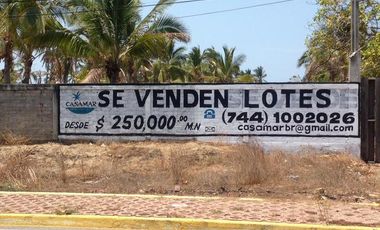 CASAMAR
SE VENDEN LOTES
DESDE $ 250,000.00 M.N
(744) 1002026
casamarbr@gmail.com